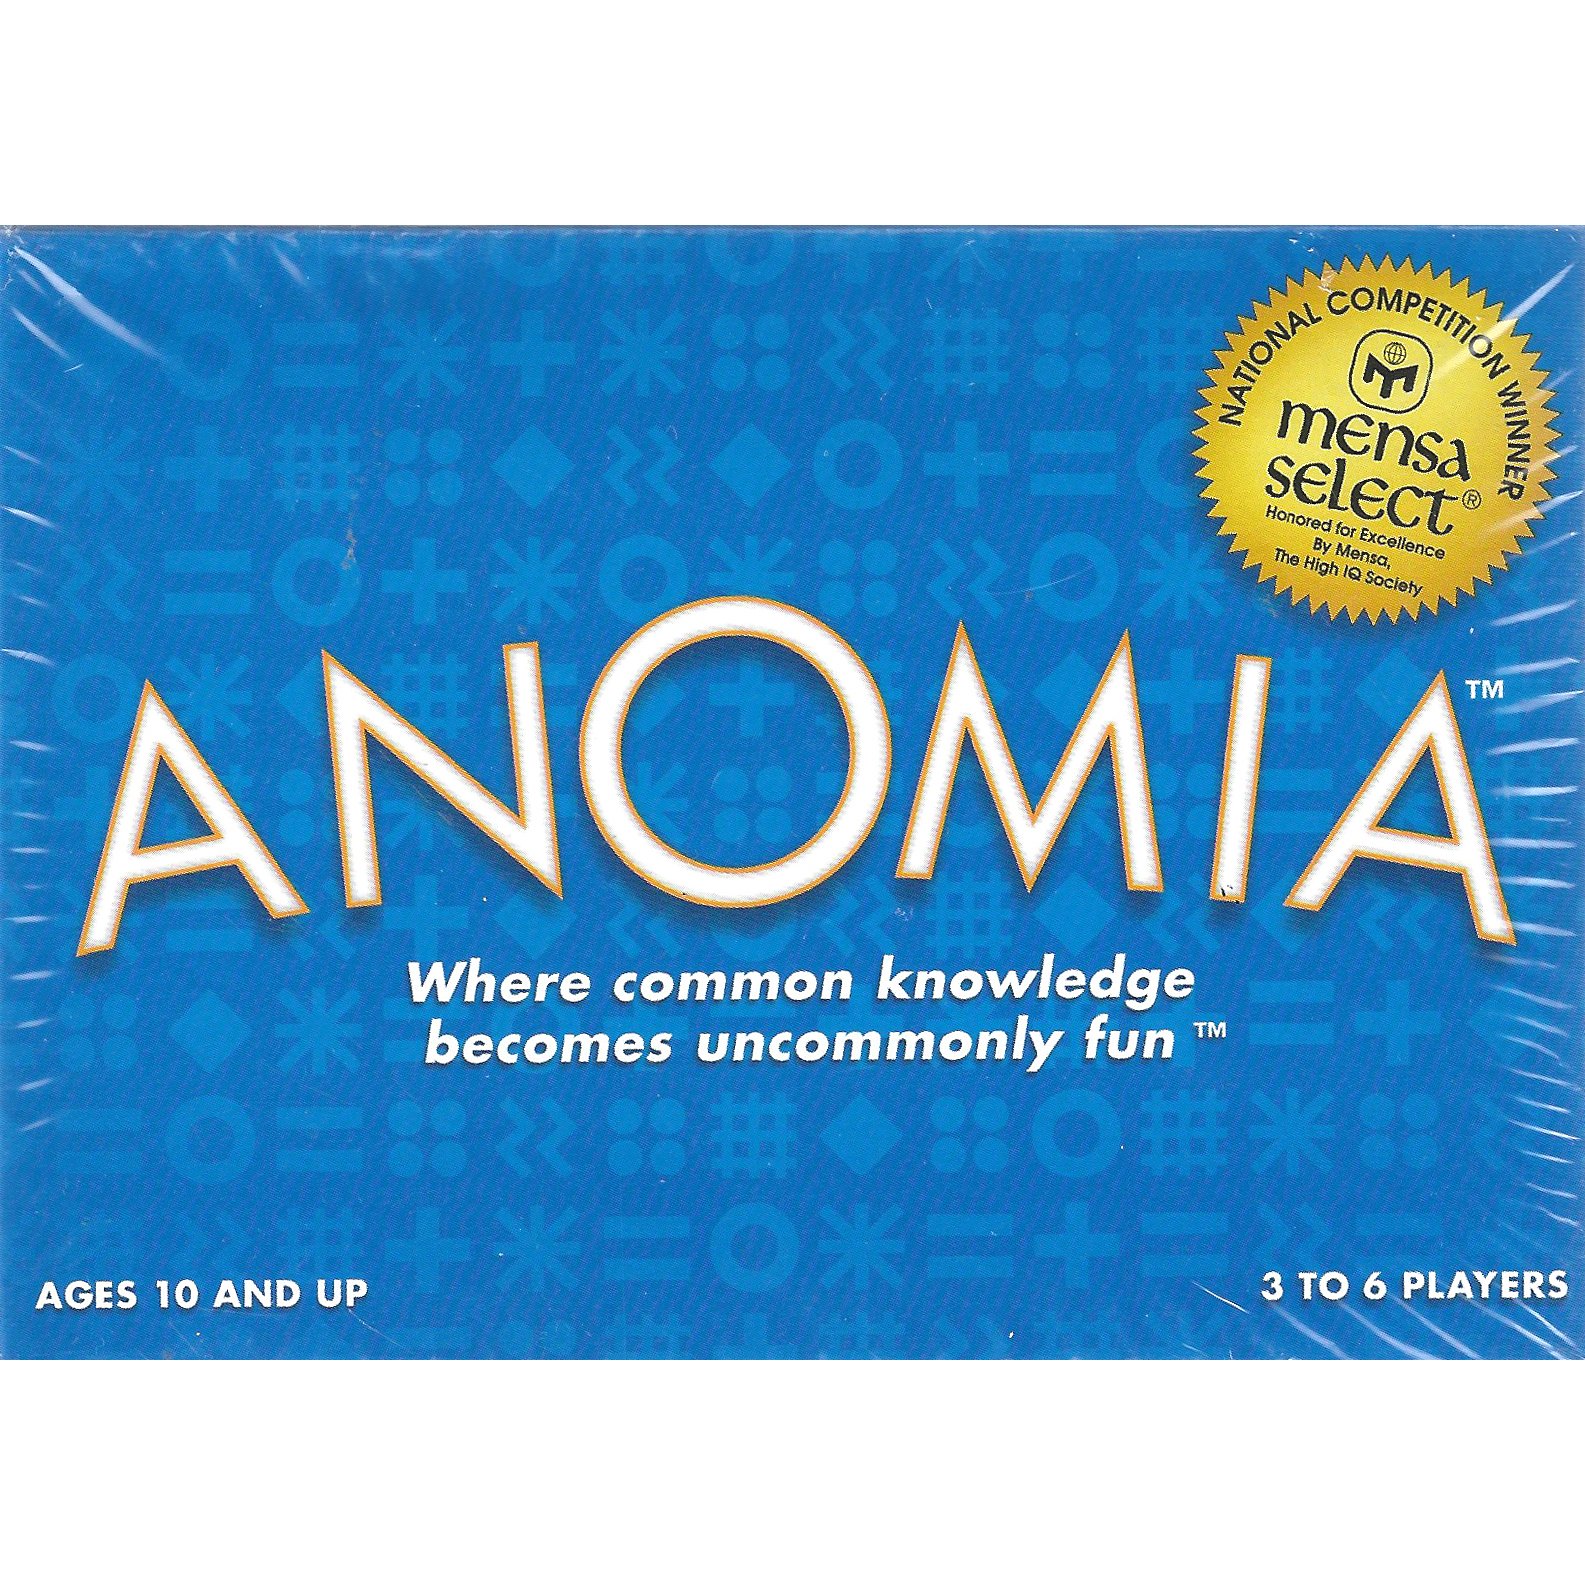 NATIONAL COMPETITION WINNER
mensa
SELECT®
Honored for Excellence
By Mensa,
The High IQ Society
ANOMIA™
Where common knowledge
becomes uncommonly fun™
AGES 10 AND UP
3 TO 6 PLAYERS